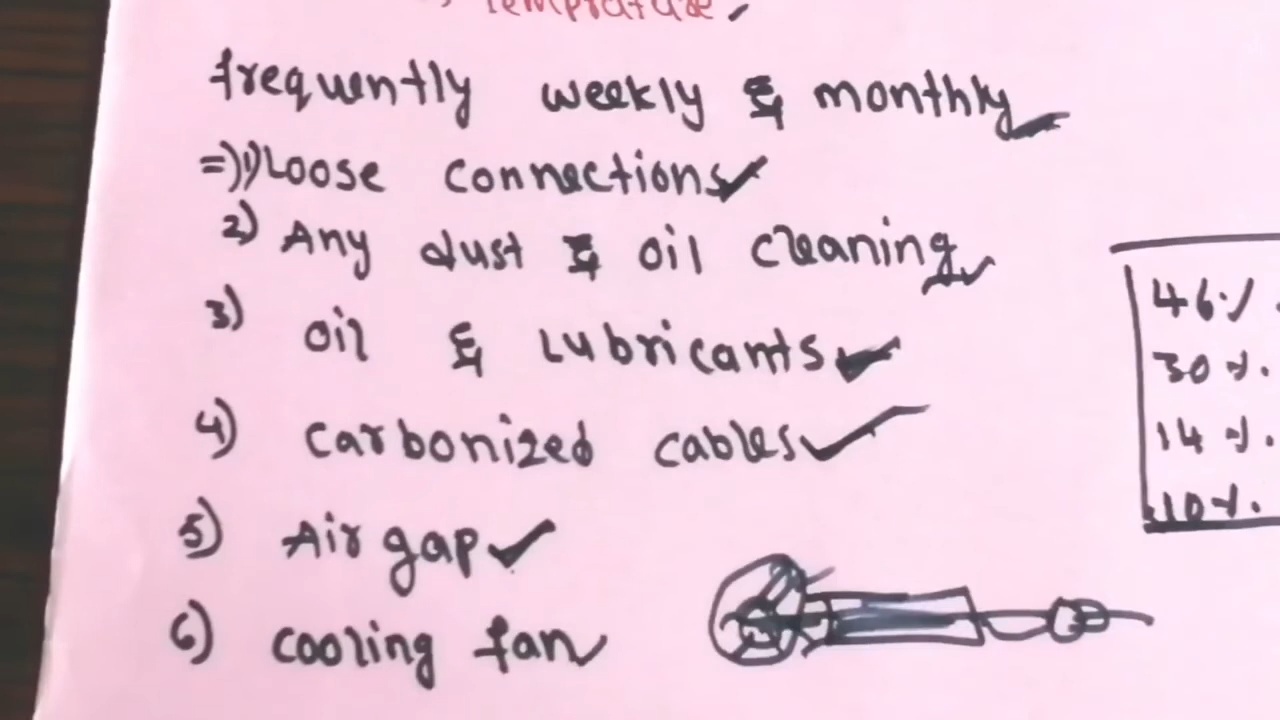 Temprature
frequently weekly & monthly
=> 1) Loose connections
2) Any dust & oil cleaning
3) oil & Lubricants
4) carbonized cables
5) Air gap
6) cooling fan
46%
30%.
14%.
10%.